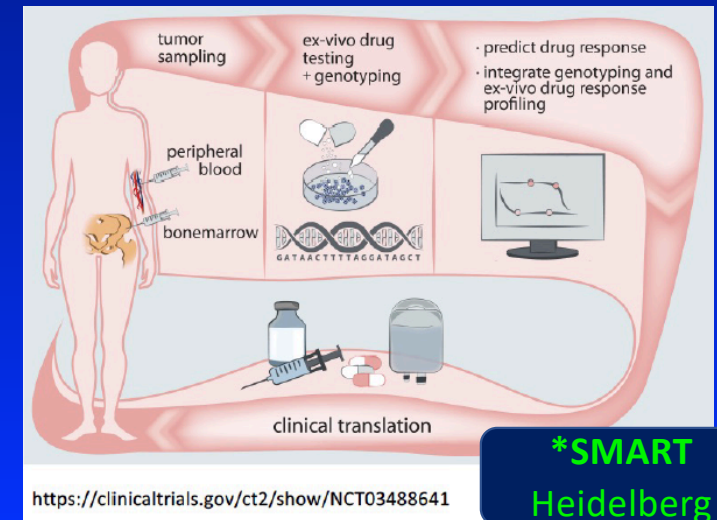 tumor
sampling
ex-vivo drug
testing
+ genotyping
· predict drug response
· integrate genotyping and
ex-vivo drug response
profiling
peripheral
blood
bonemarrow
GATAACTTTTAGGATAGCT
clinical translation
https://clinicaltrials.gov/ct2/show/NCT03488641
*SMART
Heidelberg